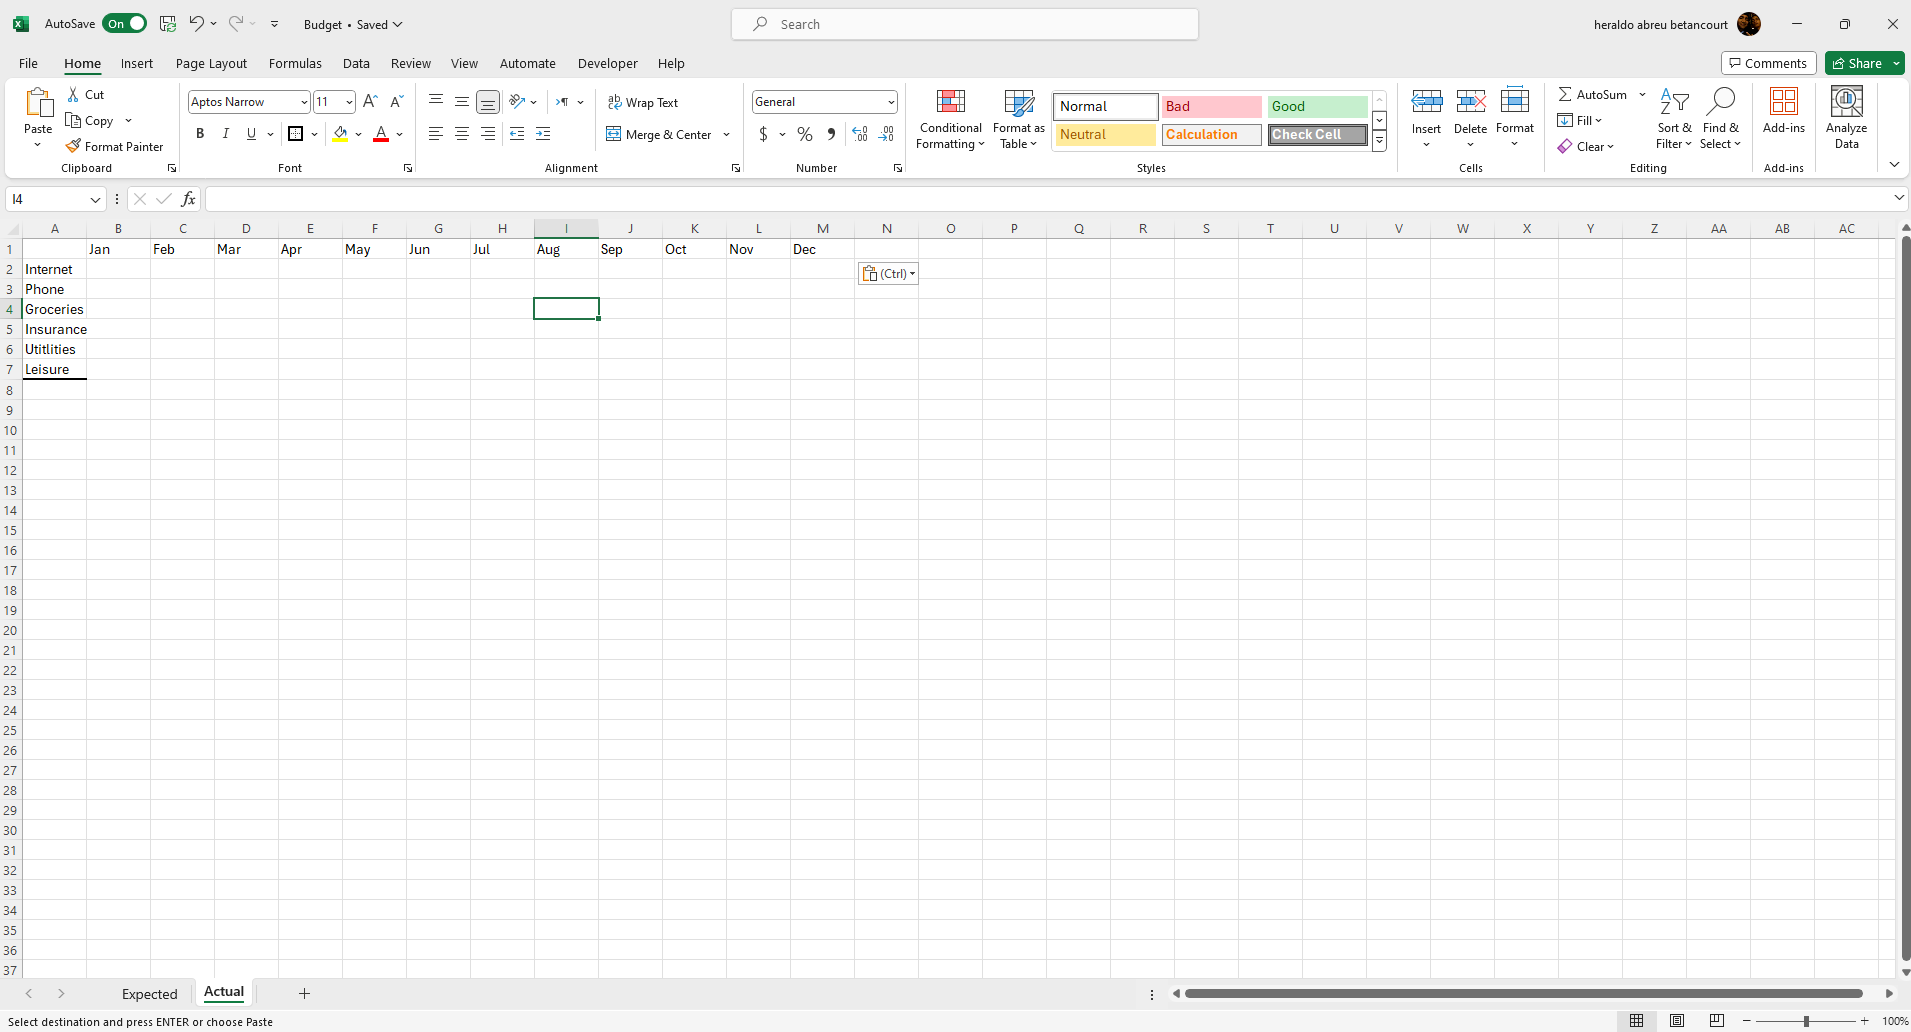 AutoSave On Budget • Saved Search heraldo abreu betancourt
File Home Insert Page Layout Formulas Data Review View Automate Developer Help Comments Share
Paste Cut
Copy
Format Painter
Clipboard
Aptos Narrow 11 A^ A˅
B I U A
Font
ab Wrap Text
Merge & Center
Alignment
General
$ % , .00 .00
Number
Conditional Formatting Format as Table
Normal Bad Good
Neutral Calculation Check Cell
Styles
Insert Delete Format
Cells
AutoSum
Fill
Clear
Sort & Filter Find & Select
Editing
Add-ins
Add-ins
Analyze Data
I4 fx
A B C D E F G H I J K L M N O P Q R S T U V W X Y Z AA AB AC
1 Jan Feb Mar Apr May Jun Jul Aug Sep Oct Nov Dec
2 Internet (Ctrl)
3 Phone
4 Groceries
5 Insurance
6 Utitlities
7 Leisure
8
9
10
11
12
13
14
15
16
17
18
19
20
21
22
23
24
25
26
27
28
29
30
31
32
33
34
35
36
37
Expected Actual +
Select destination and press ENTER or choose Paste 100%